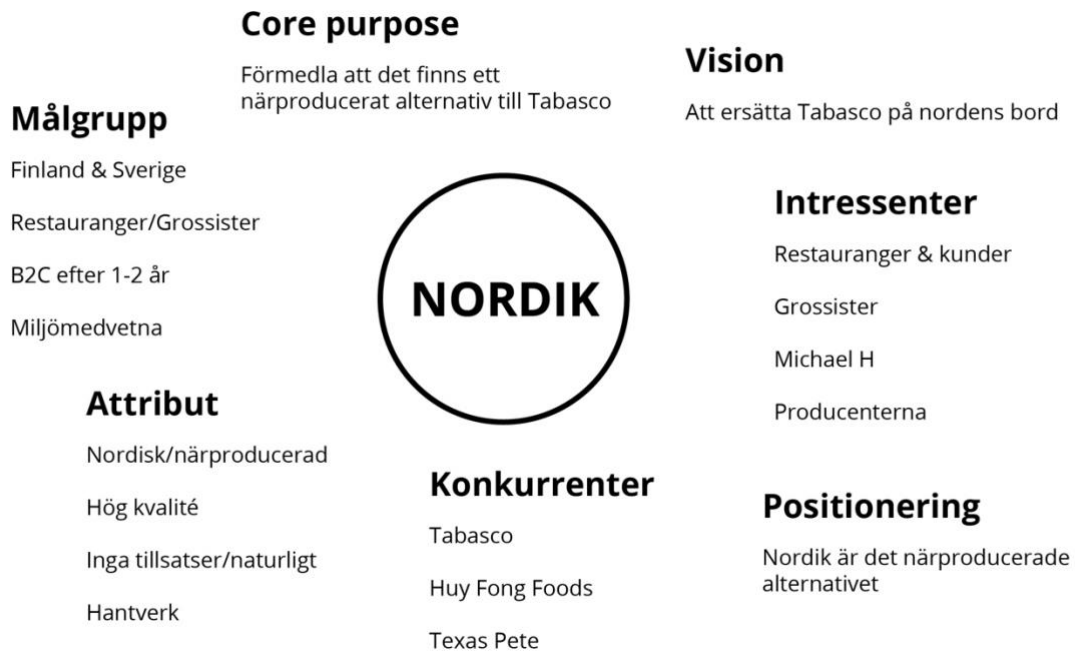 Core purpose
Förmedla att det finns ett
närproducerat alternativ till Tabasco
Vision
Att ersätta Tabasco på nordens bord
Målgrupp
Finland & Sverige
Restauranger/Grossister
B2C efter 1-2 år
Miljömedvetna
NORDIK
Intressenter
Restauranger & kunder
Grossister
Michael H
Producenterna
Attribut
Nordisk/närproducerad
Hög kvalité
Inga tillsatser/naturligt
Hantverk
Konkurrenter
Tabasco
Huy Fong Foods
Texas Pete
Positionering
Nordik är det närproducerade
alternativet